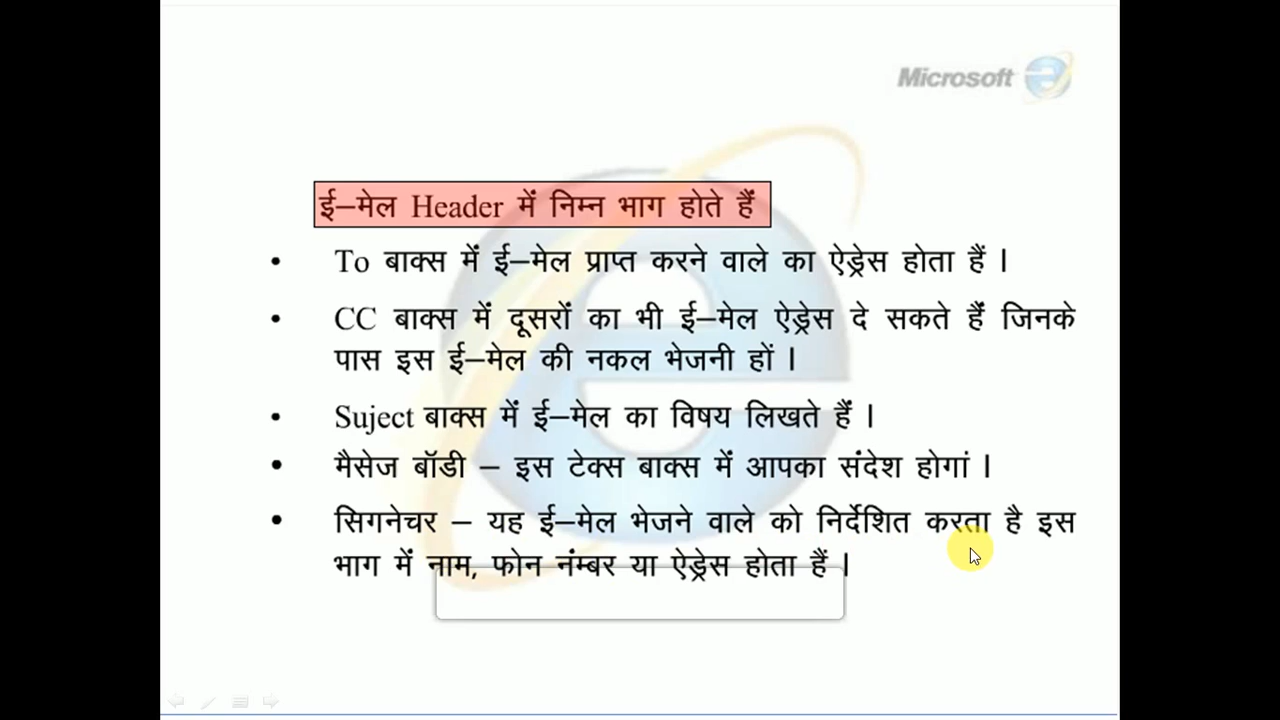 Microsoft
ई–मेल Header में निम्न भाग होते हैं
• To बाक्स में ई–मेल प्राप्त करने वाले का ऐड्रेस होता हैं ।
• CC बाक्स में दूसरों का भी ई–मेल ऐड्रेस दे सकते हैं जिनके
पास इस ई–मेल की नकल भेजनी हों ।
• Suject बाक्स में ई–मेल का विषय लिखते हैं ।
• मैसेज बॉडी – इस टेक्स बाक्स में आपका संदेश होगां ।
• सिगनेचर – यह ई–मेल भेजने वाले को निर्देशित करता है इस
भाग में नाम, फोन नंम्बर या ऐड्रेस होता हैं ।